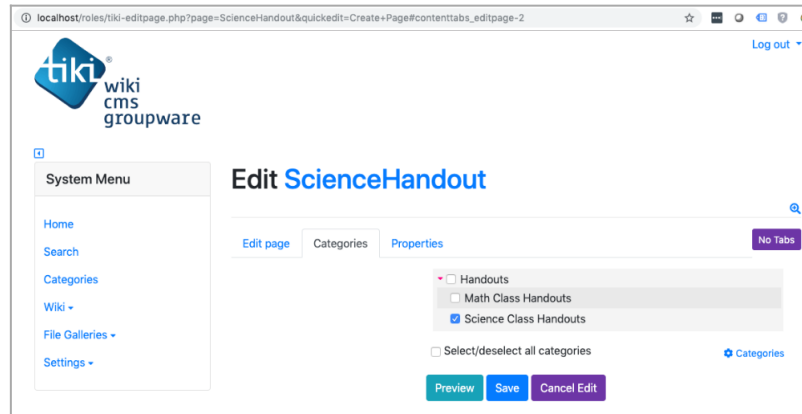 localhost/roles/tiki-editpage.php?page=ScienceHandout&quickedit=Create+Page#contenttabs_editpage-2
Log out
tiki®
wiki
cms
groupware
System Menu
Home
Search
Categories
Wiki
File Galleries
Settings
Edit ScienceHandout
Edit page
Categories
Properties
No Tabs
Handouts
Math Class Handouts
Science Class Handouts
Select/deselect all categories
Categories
Preview
Save
Cancel Edit